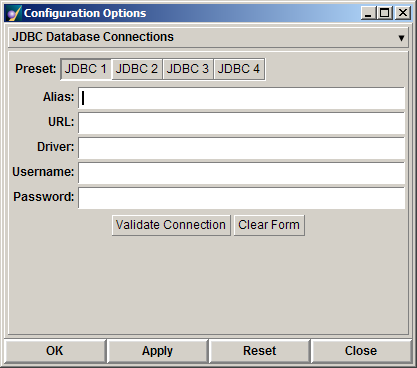 Configuration Options
JDBC Database Connections
Preset: JDBC 1 JDBC 2 JDBC 3 JDBC 4
Alias:
URL:
Driver:
Username:
Password:
Validate Connection Clear Form
OK Apply Reset Close